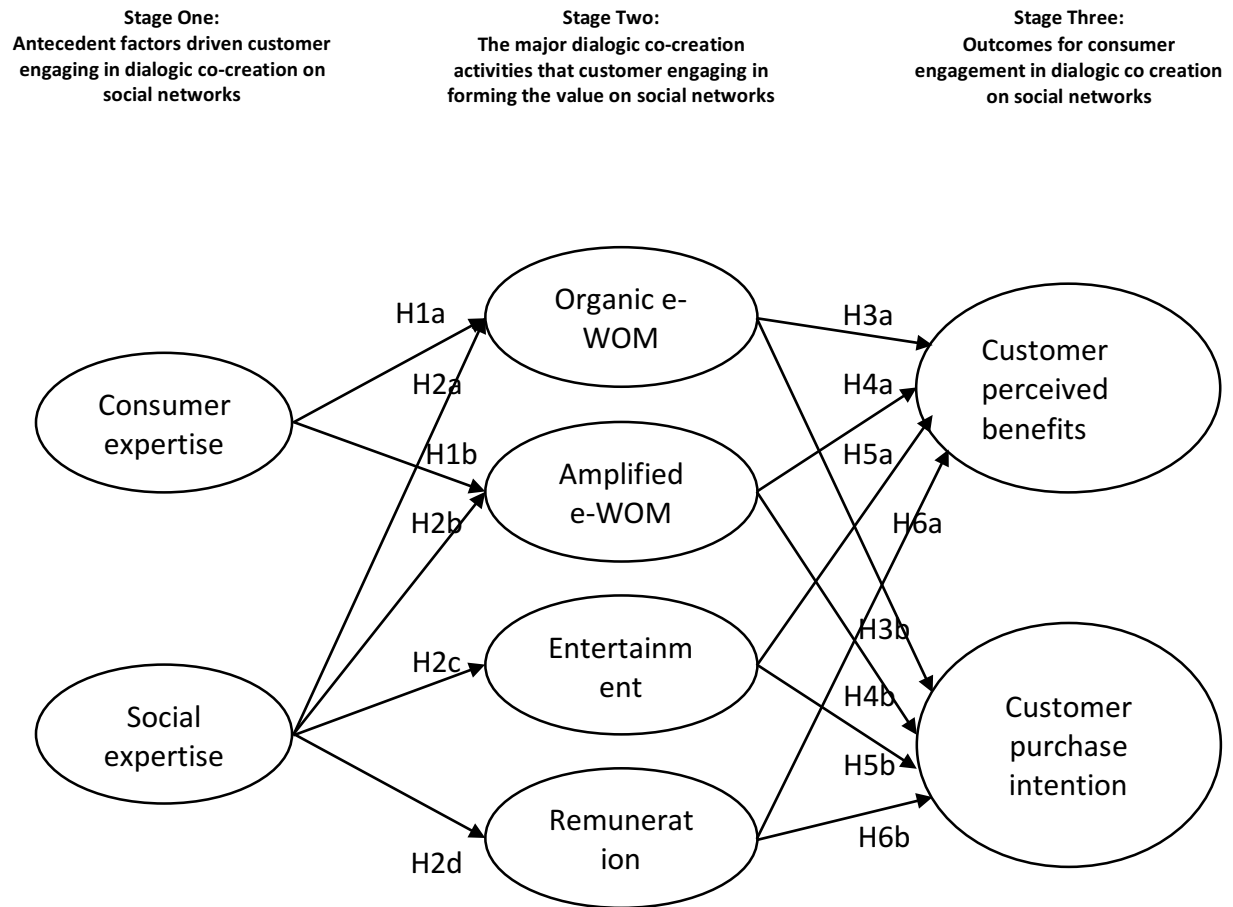 Stage One:
Antecedent factors driven customer
engaging in dialogic co-creation on
social networks
Stage Two:
The major dialogic co-creation
activities that customer engaging in
forming the value on social networks
Stage Three:
Outcomes for consumer
engagement in dialogic co creation
on social networks
Consumer
expertise
Social
expertise
H1a
H2a
H1b
H2b
H2c
H2d
Organic e-
WOM
Amplified
e-WOM
Entertainm
ent
Remunerat
ion
H3a
H4a
H5a
H6a
H3b
H4b
H5b
H6b
Customer
perceived
benefits
Customer
purchase
intention